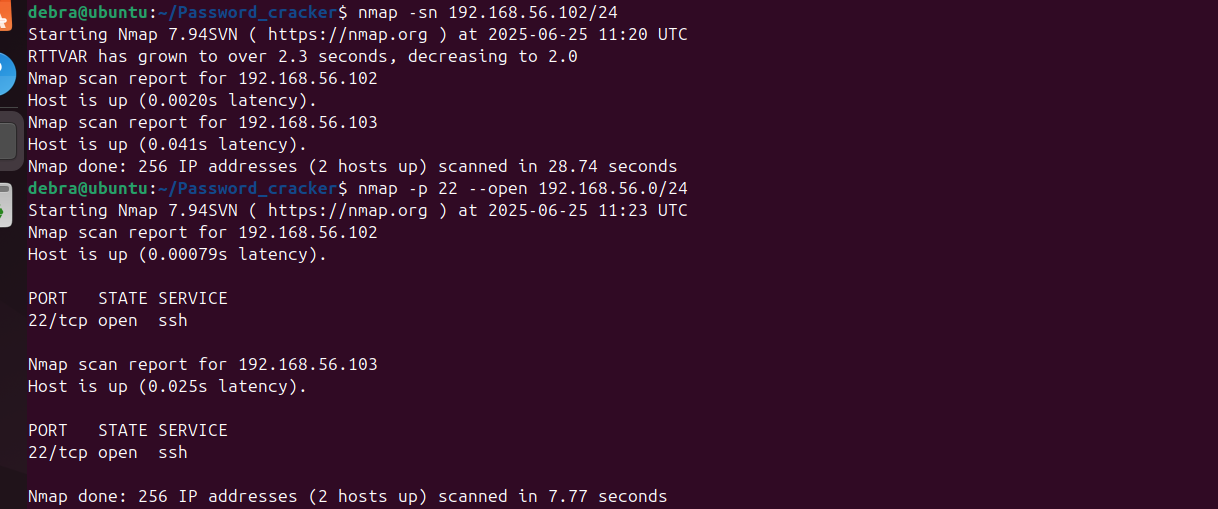 debra@ubuntu:~/Password_cracker$ nmap -sn 192.168.56.102/24
Starting Nmap 7.94SVN ( https://nmap.org ) at 2025-06-25 11:20 UTC
RTTVAR has grown to over 2.3 seconds, decreasing to 2.0
Nmap scan report for 192.168.56.102
Host is up (0.0020s latency).
Nmap scan report for 192.168.56.103
Host is up (0.041s latency).
Nmap done: 256 IP addresses (2 hosts up) scanned in 28.74 seconds
debra@ubuntu:~/Password_cracker$ nmap -p 22 --open 192.168.56.0/24
Starting Nmap 7.94SVN ( https://nmap.org ) at 2025-06-25 11:23 UTC
Nmap scan report for 192.168.56.102
Host is up (0.00079s latency).
PORT   STATE SERVICE
22/tcp open  ssh
Nmap scan report for 192.168.56.103
Host is up (0.025s latency).
PORT   STATE SERVICE
22/tcp open  ssh
Nmap done: 256 IP addresses (2 hosts up) scanned in 7.77 seconds